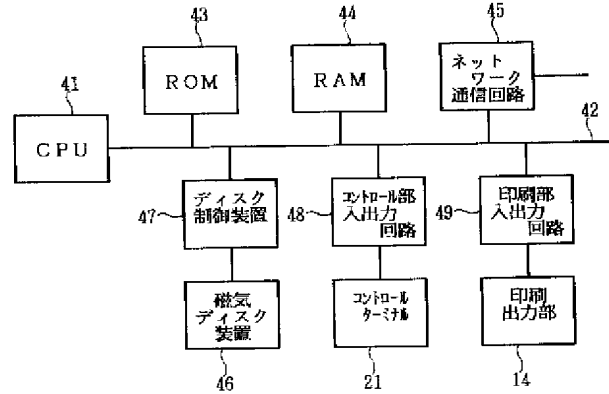 43
44
45
41
ROM
RAM
ネット
ワーク
通信回路
42
CPU
47
ディスク
制御装置
48
コントロール部
入出力
回路
49
印刷部
入出力
回路
磁気
ディスク
装置
コントロール
ターミナル
印刷
出力部
46
21
14